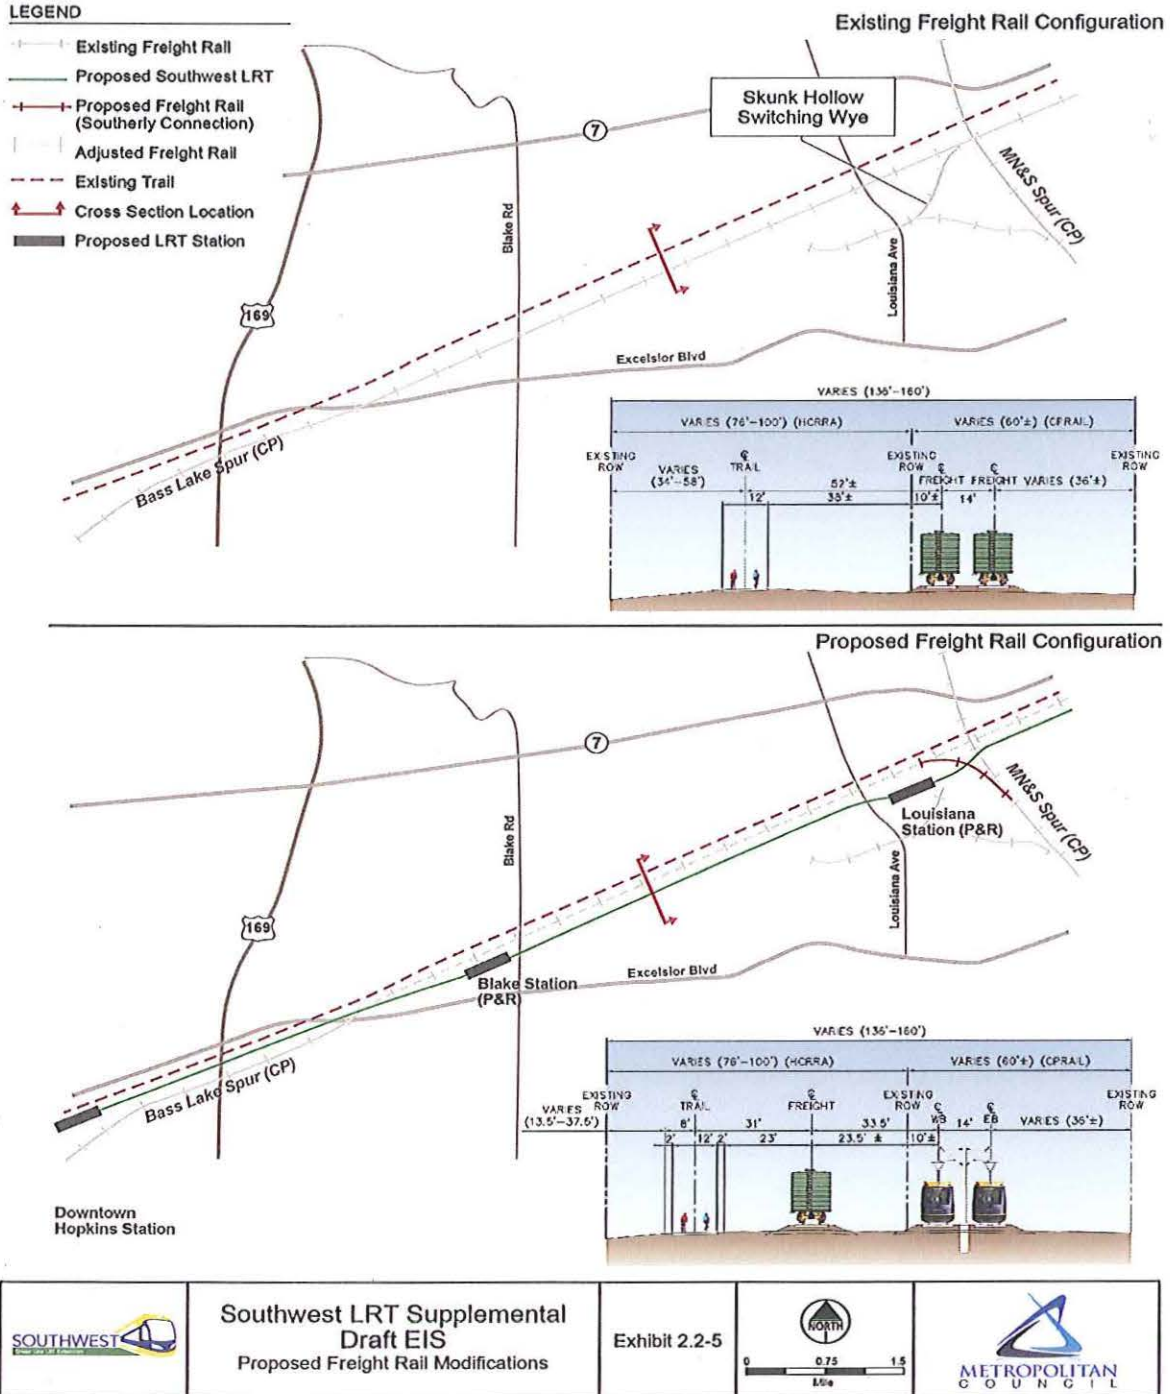 LEGEND
Existing Freight Rail
Proposed Southwest LRT
Proposed Freight Rail
(Southerly Connection)
Adjusted Freight Rail
Existing Trail
Cross Section Location
Proposed LRT Station
Existing Freight Rail Configuration
Skunk Hollow
Switching Wye
7
MN&S Spur (CP)
Blake Rd
Louisiana Ave
169
Excelsior Blvd
Bass Lake Spur (CP)
VARIES (136'-160')
VARIES (76'-100') (HCRRA)
VARIES (60'±) (CPRAIL)
EXISTING
ROW
VARIES
(34'-58')
TRAIL
EXISTING
ROW
EXISTING
ROW
52'±
FREIGHT FREIGHT VARIES (36'±)
12'
38'±
10'±
14'
Proposed Freight Rail Configuration
7
MN&S Spur (CP)
Louisiana
Station (P&R)
Blake Rd
Louisiana Ave
169
Blake Station
(P&R)
Excelsior Blvd
Bass Lake Spur (CP)
Downtown
Hopkins Station
VARIES (136'-160')
VARIES (76'-100') (HCRRA)
VARIES (60'±) (CPRAIL)
EXISTING
ROW
TRAIL
FREIGHT
EXISTING
ROW
WB
EB
EXISTING
ROW
VARIES
(13.5'-37.5')
8'
31'
33.5'
14'
VARIES (36'±)
2'
12'
2'
23'
23.5' ±
10'±
SOUTHWEST
Green Line LRT Extension
Southwest LRT Supplemental
Draft EIS
Proposed Freight Rail Modifications
Exhibit 2.2-5
NORTH
0 0.75 1.5
Mile
METROPOLITAN
COUNCIL